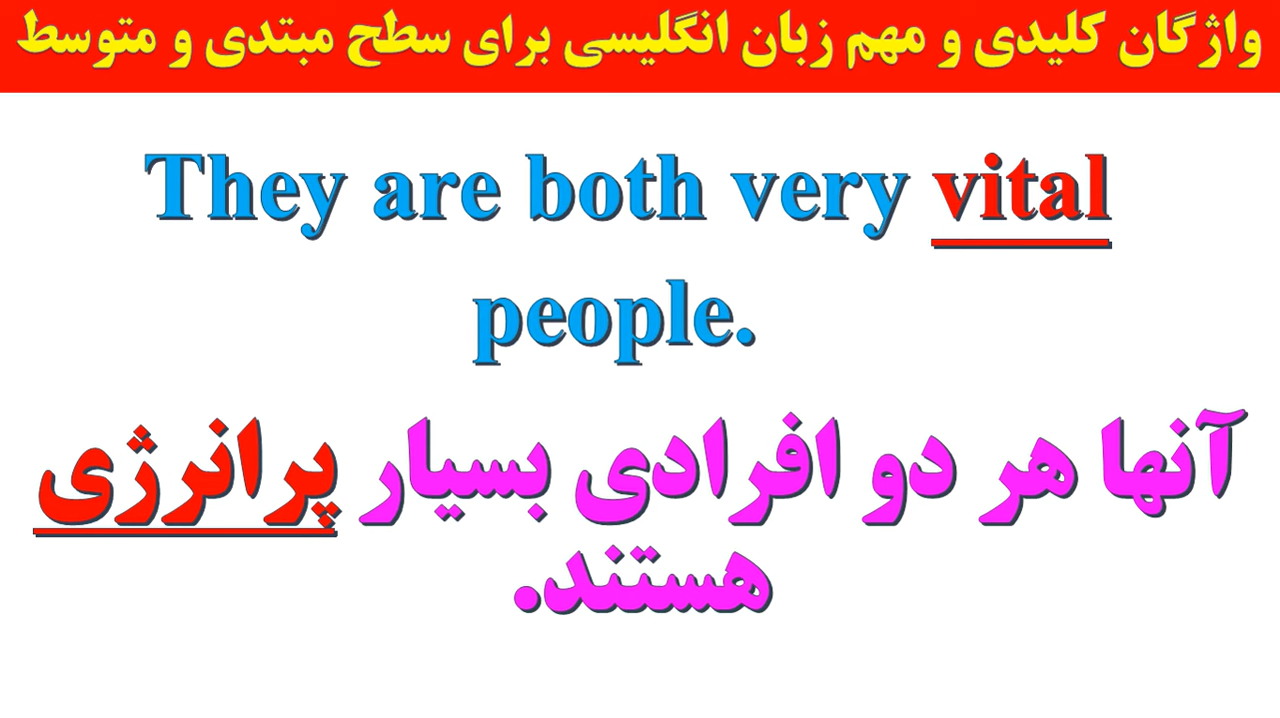 واژگان کلیدی و مهم زبان انگلیسی برای سطح مبتدی و متوسط
They are both very vital
people.
آنها هر دو افرادی بسیار پرانرژی
هستند.